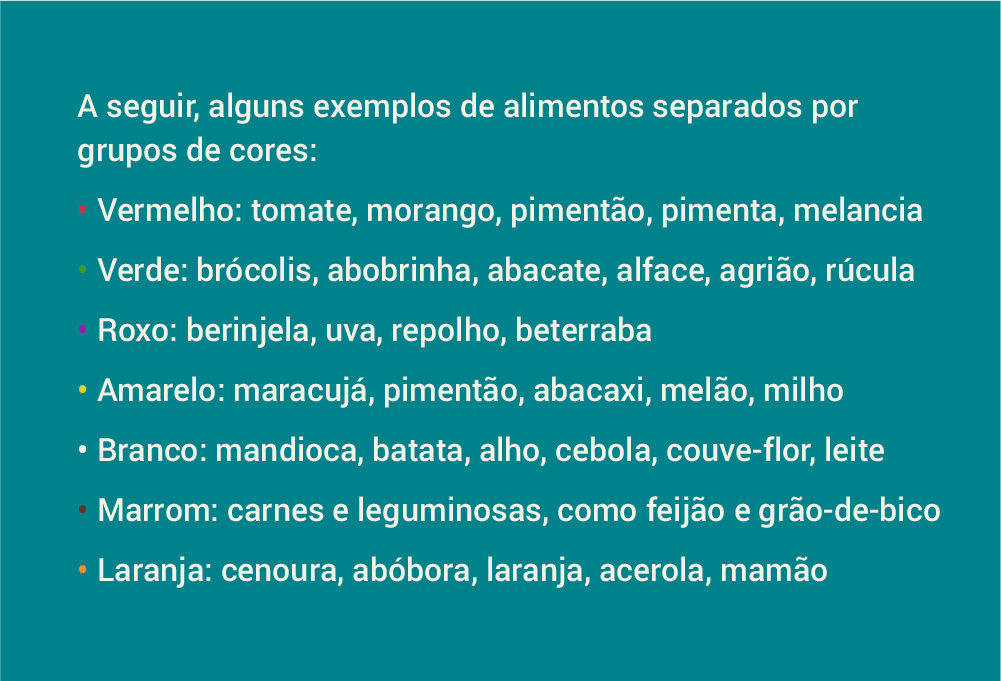 A seguir, alguns exemplos de alimentos separados por
grupos de cores:
• Vermelho: tomate, morango, pimentão, pimenta, melancia
• Verde: brócolis, abobrinha, abacate, alface, agrião, rúcula
• Roxo: berinjela, uva, repolho, beterraba
• Amarelo: maracujá, pimentão, abacaxi, melão, milho
• Branco: mandioca, batata, alho, cebola, couve-flor, leite
• Marrom: carnes e leguminosas, como feijão e grão-de-bico
• Laranja: cenoura, abóbora, laranja, acerola, mamão